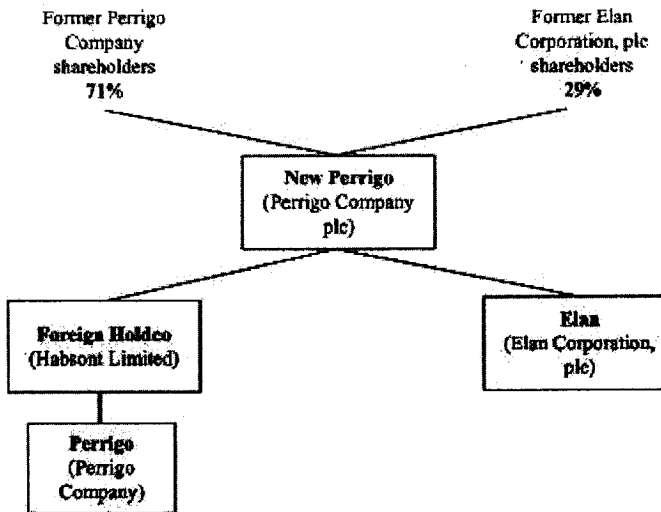 Former Perrigo
Company
shareholders
71%
Former Elan
Corporation, plc
shareholders
29%
New Perrigo
(Perrigo Company
plc)
Foreign Holdco
(Habsont Limited)
Elan
(Elan Corporation,
plc)
Perrigo
(Perrigo
Company)